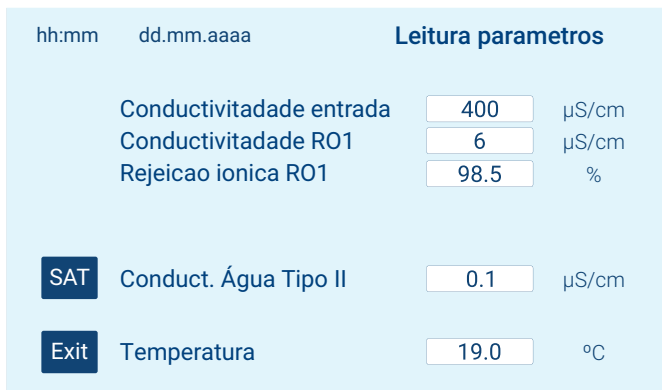 hh:mm dd.mm.aaaa Leitura parametros
Conductivitadade entrada 400 µS/cm
Conductivitadade RO1 6 µS/cm
Rejeicao ionica RO1 98.5 %
SAT Conduct. Água Tipo II 0.1 µS/cm
Exit Temperatura 19.0 ºC